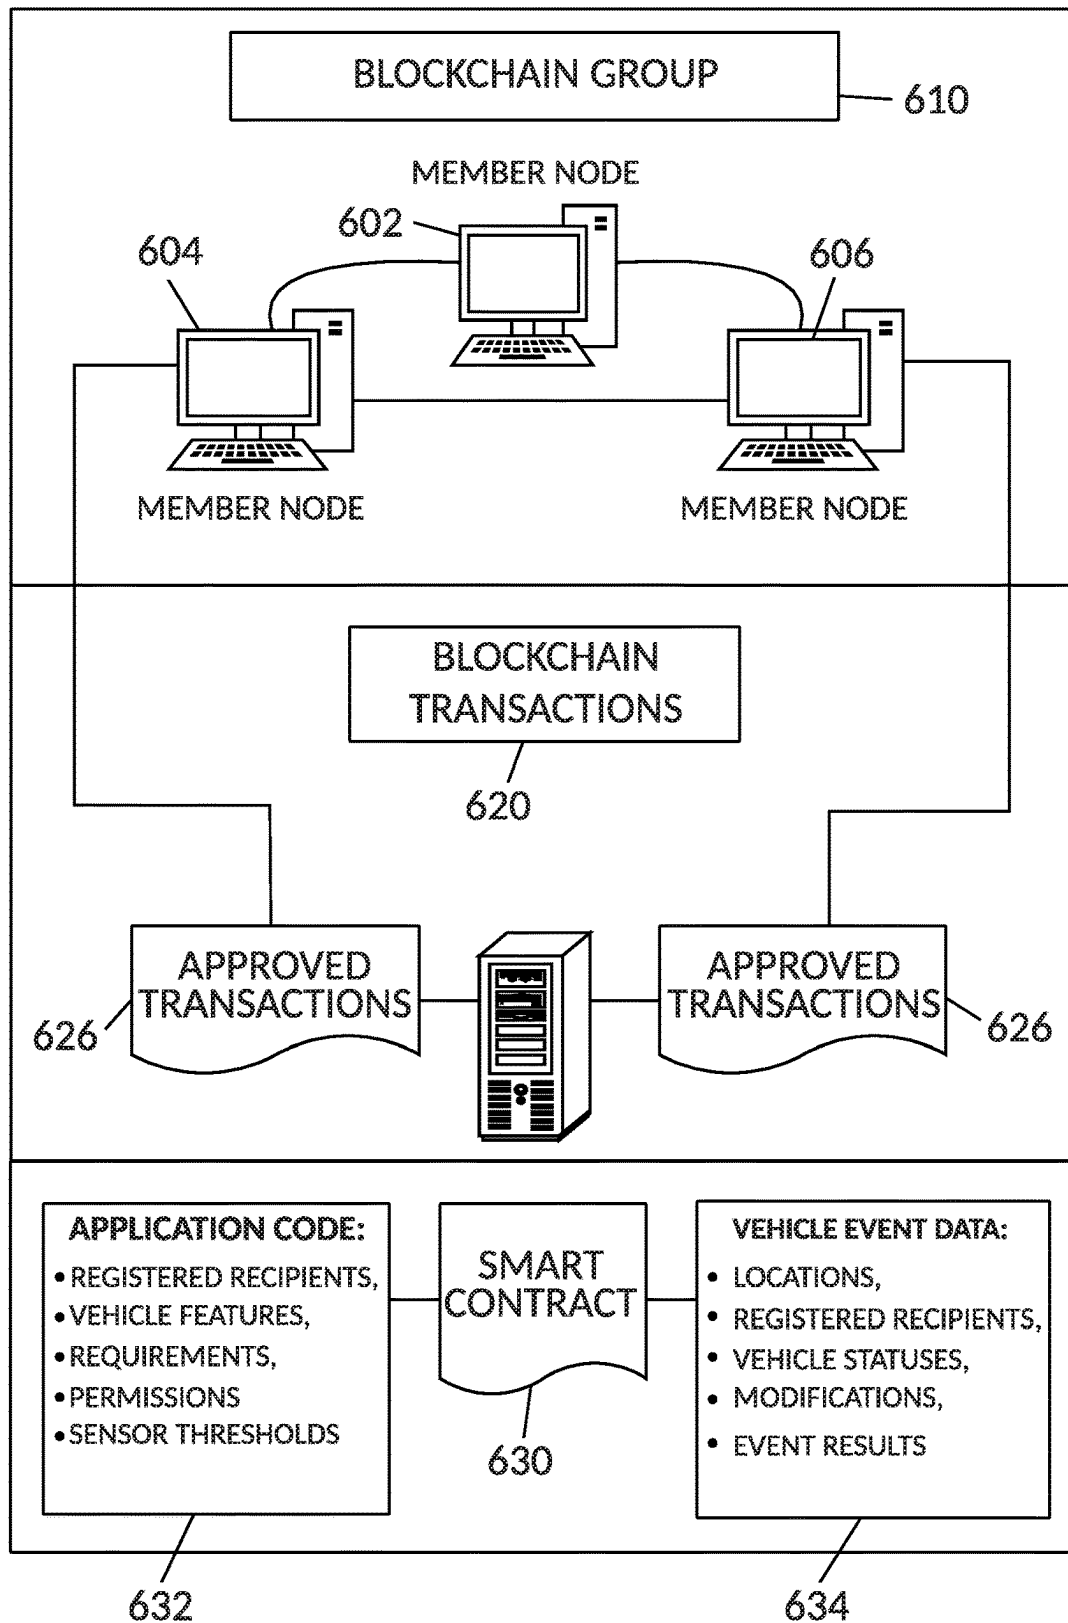 BLOCKCHAIN GROUP
610
MEMBER NODE
602
604
606
MEMBER NODE
MEMBER NODE
BLOCKCHAIN
TRANSACTIONS
620
APPROVED
TRANSACTIONS
626
APPROVED
TRANSACTIONS
626
APPLICATION CODE:
• REGISTERED RECIPIENTS,
• VEHICLE FEATURES,
• REQUIREMENTS,
• PERMISSIONS
• SENSOR THRESHOLDS
632
SMART
CONTRACT
630
VEHICLE EVENT DATA:
• LOCATIONS,
• REGISTERED RECIPIENTS,
• VEHICLE STATUSES,
• MODIFICATIONS,
• EVENT RESULTS
634